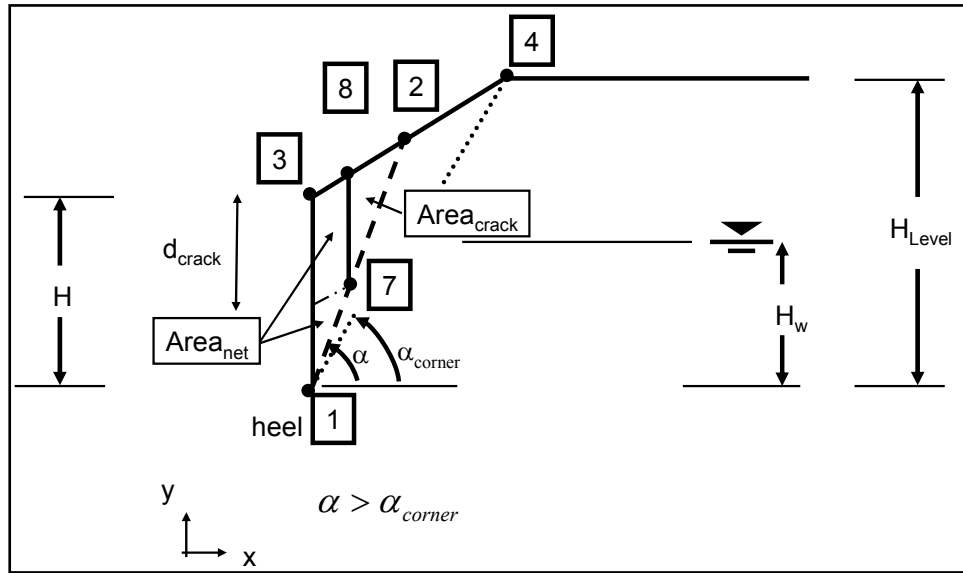 4
8
2
3
Area_crack
d_crack
H_Level
H
7
H_w
Area_net
α
α_corner
1
heel
α > α_corner
y
x